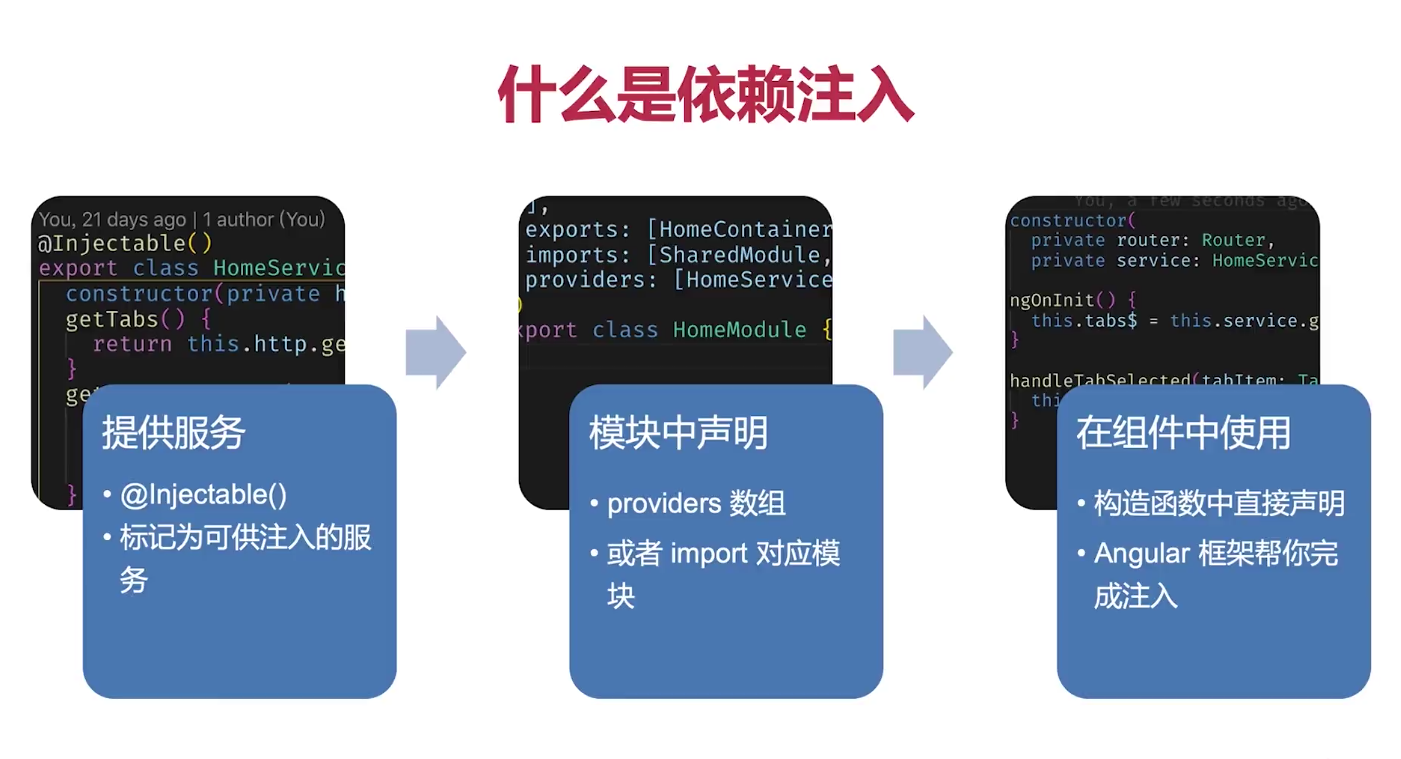 什么是依赖注入
You, 21 days ago | 1 author (You)
@Injectable()
export class HomeServic
constructor(private h
getTabs() {
return this.http.ge
}
ge
}
提供服务
• @Injectable()
• 标记为可供注入的服
务
],
exports: [HomeContainer
imports: [SharedModule,
providers: [HomeService
)
xport class HomeModule {
模块中声明
• providers 数组
• 或者 import 对应模
块
You, a few seconds ago
constructor(
private router: Router,
private service: HomeServic
ngOnInit() {
this.tabs$ = this.service.g
}
handleTabSelected(tabItem: Ta
thi
}
在组件中使用
• 构造函数中直接声明
• Angular 框架帮你完
成注入